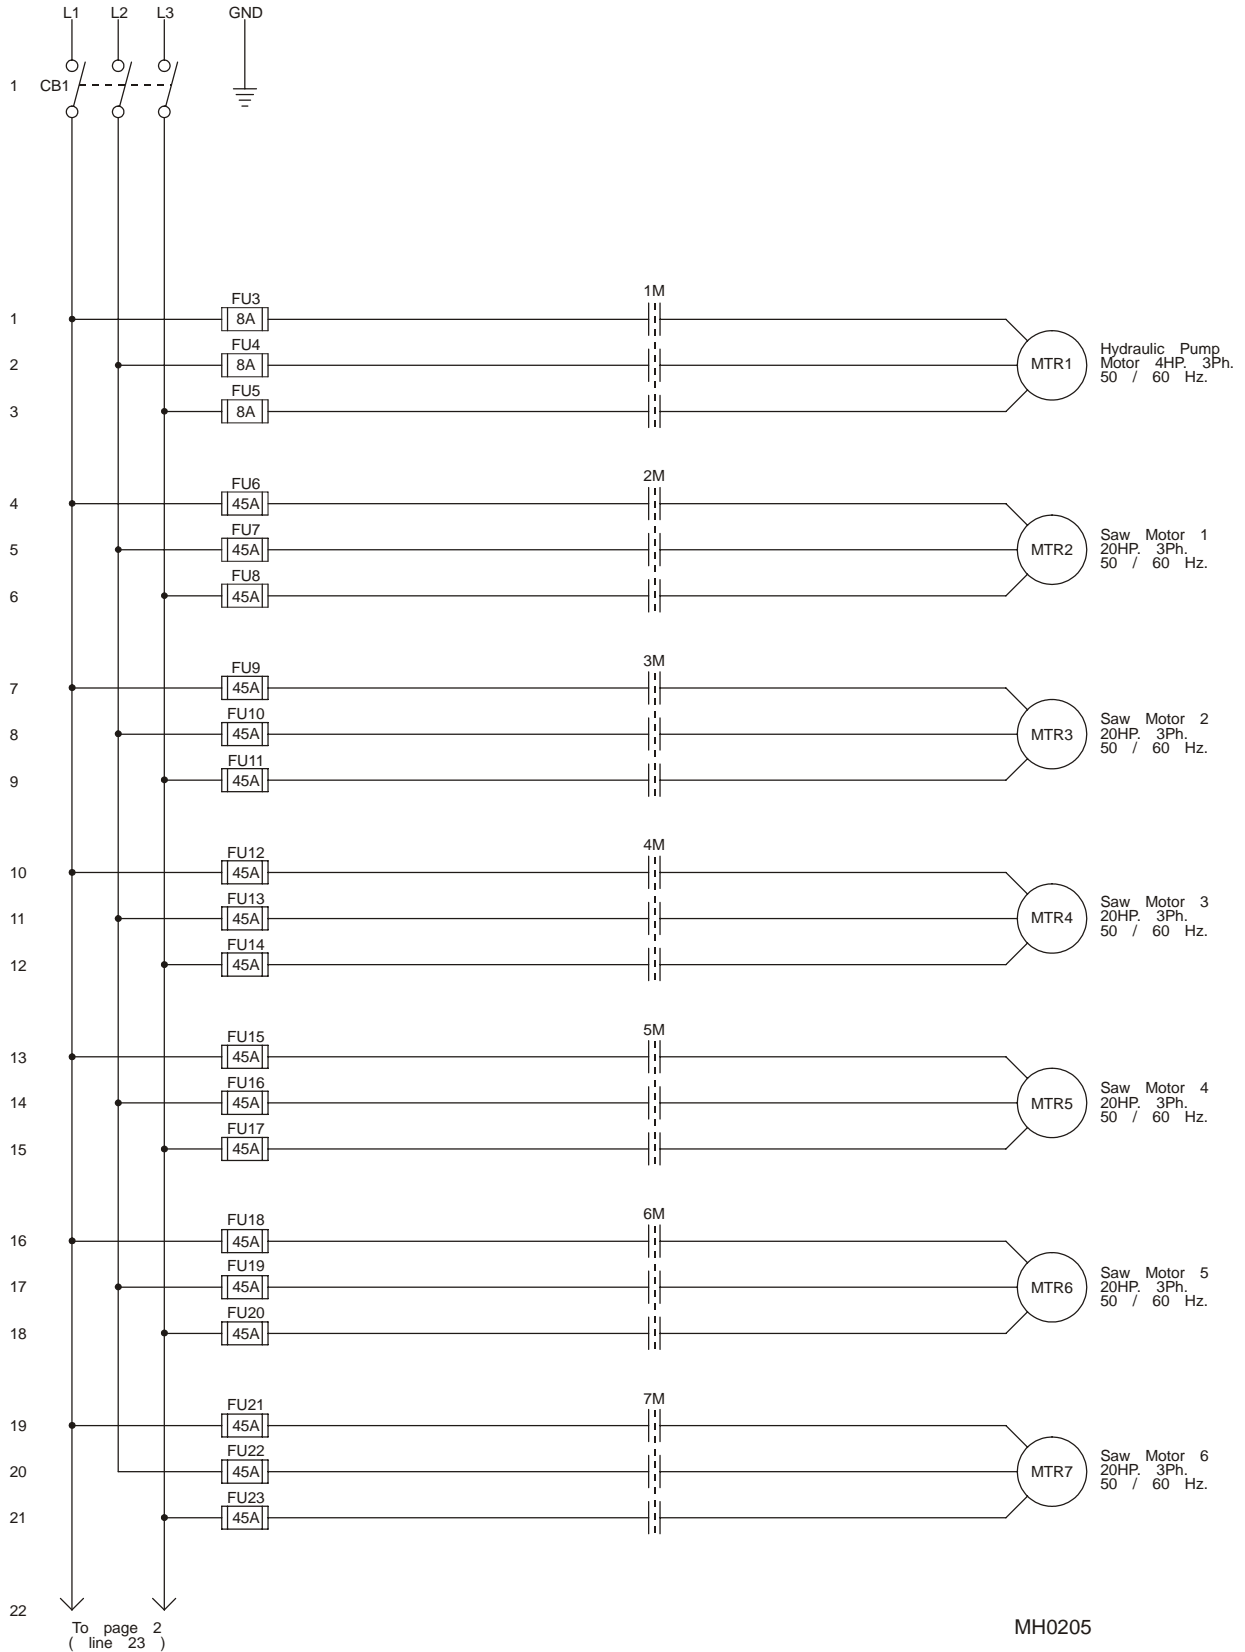 L1 L2 L3 GND
1 CB1
FU3 1M
1 8A
FU4
2 8A MTR1 Hydraulic Pump
Motor 4HP. 3Ph.
50 / 60 Hz.
FU5
3 8A
FU6 2M
4 45A
FU7
5 45A MTR2 Saw Motor 1
20HP. 3Ph.
50 / 60 Hz.
FU8
6 45A
FU9 3M
7 45A
FU10
8 45A MTR3 Saw Motor 2
20HP. 3Ph.
50 / 60 Hz.
FU11
9 45A
FU12 4M
10 45A
FU13
11 45A MTR4 Saw Motor 3
20HP. 3Ph.
50 / 60 Hz.
FU14
12 45A
FU15 5M
13 45A
FU16
14 45A MTR5 Saw Motor 4
20HP. 3Ph.
50 / 60 Hz.
FU17
15 45A
FU18 6M
16 45A
FU19
17 45A MTR6 Saw Motor 5
20HP. 3Ph.
50 / 60 Hz.
FU20
18 45A
FU21 7M
19 45A
FU22
20 45A MTR7 Saw Motor 6
20HP. 3Ph.
50 / 60 Hz.
FU23
21 45A
22
To page 2
( line 23 )
MH0205